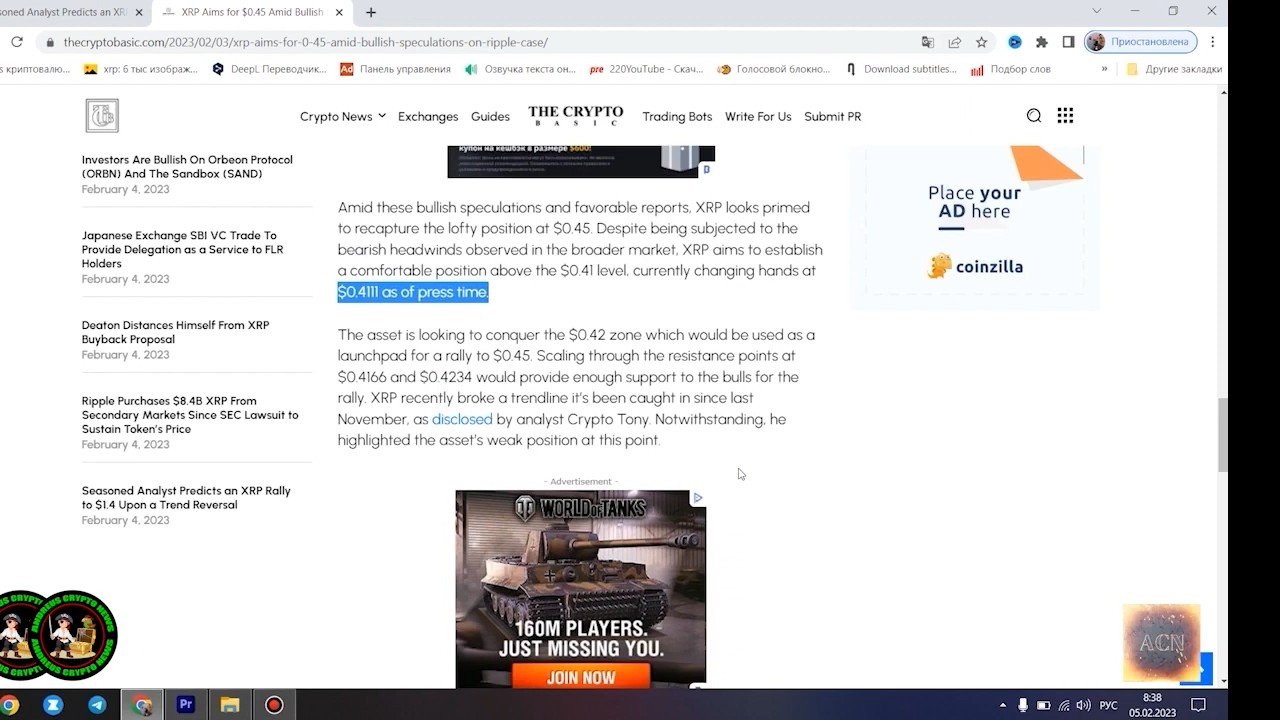 soned Analyst Predicts an XRI
XRP Aims for $0.45 Amid Bullish
thecryptobasic.com/2023/02/03/xrp-aims-for-0-45-amid-bullish-speculations-on-ripple-case/
Приостановлена
s криптовалю...
xrp: 6 тыс изображ...
DeepL Переводчик...
Панель управления
Озвучка текста он...
pre 220YouTube - Скач...
Голосовой блокно...
Download subtitles...
Подбор слов
»
Другие закладки
Crypto News
Exchanges
Guides
THE CRYPTO
BASIC
Trading Bots
Write For Us
Submit PR
Investors Are Bullish On Orbeon Protocol
(ORBN) And The Sandbox (SAND)
February 4, 2023
Japanese Exchange SBI VC Trade To
Provide Delegation as a Service to FLR
Holders
February 4, 2023
Deaton Distances Himself From XRP
Buyback Proposal
February 4, 2023
Ripple Purchases $8.4B XRP From
Secondary Markets Since SEC Lawsuit to
Sustain Token's Price
February 4, 2023
Seasoned Analyst Predicts an XRP Rally
to $1.4 Upon a Trend Reversal
February 4, 2023
купон на кешбэк в размере $600!
Amid these bullish speculations and favorable reports, XRP looks primed
to recapture the lofty position at $0.45. Despite being subjected to the
bearish headwinds observed in the broader market, XRP aims to establish
a comfortable position above the $0.41 level, currently changing hands at
$0.4111 as of press time.
The asset is looking to conquer the $0.42 zone which would be used as a
launchpad for a rally to $0.45. Scaling through the resistance points at
$0.4166 and $0.4234 would provide enough support to the bulls for the
rally. XRP recently broke a trendline it's been caught in since last
November, as disclosed by analyst Crypto Tony. Notwithstanding, he
highlighted the asset's weak position at this point.
- Advertisement -
WORLD OF TANKS
160M PLAYERS.
JUST MISSING YOU.
JOIN NOW
Place your
AD here
coinzilla
ANDREUS CRYPTO NEWS
ACN
РУС
8:38
05.02.2023